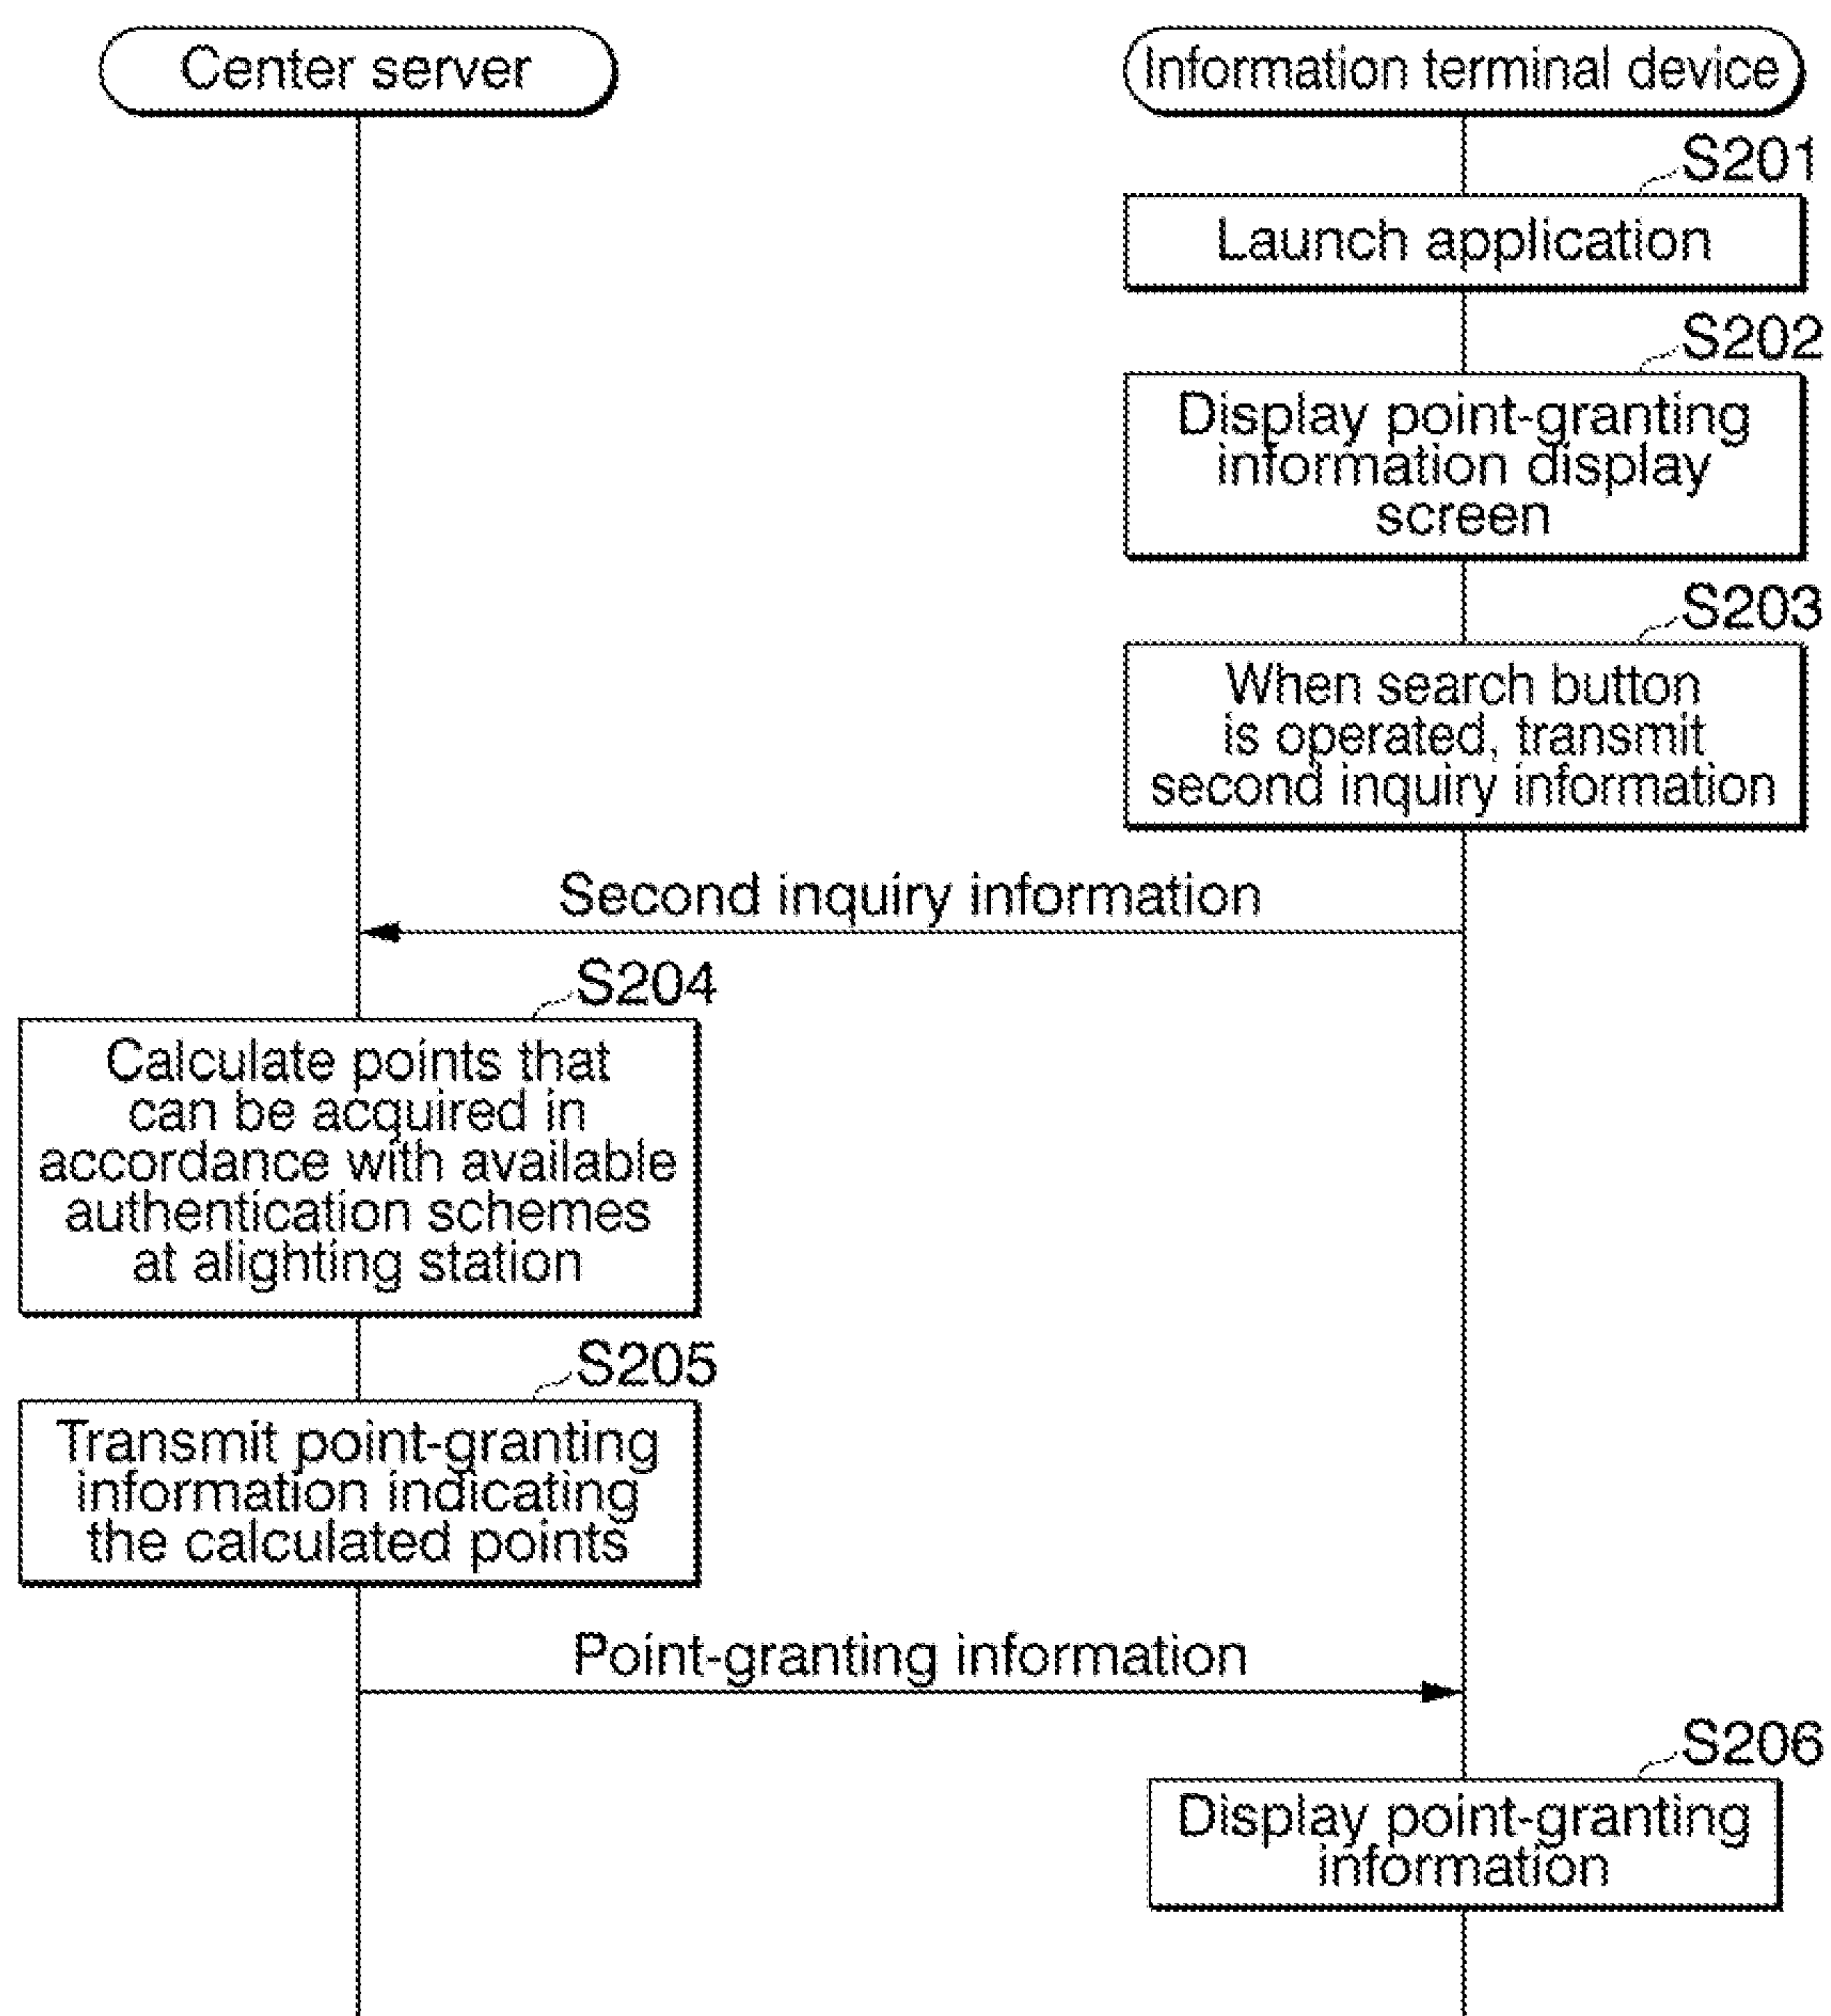 Center server
Information terminal device
S201
Launch application
S202
Display point-granting
information display
screen
S203
When search button
is operated, transmit
second inquiry information
Second inquiry information
S204
Calculate points that
can be acquired in
accordance with available
authentication schemes
at alighting station
S205
Transmit point-granting
information indicating
the calculated points
Point-granting information
S206
Display point-granting
information